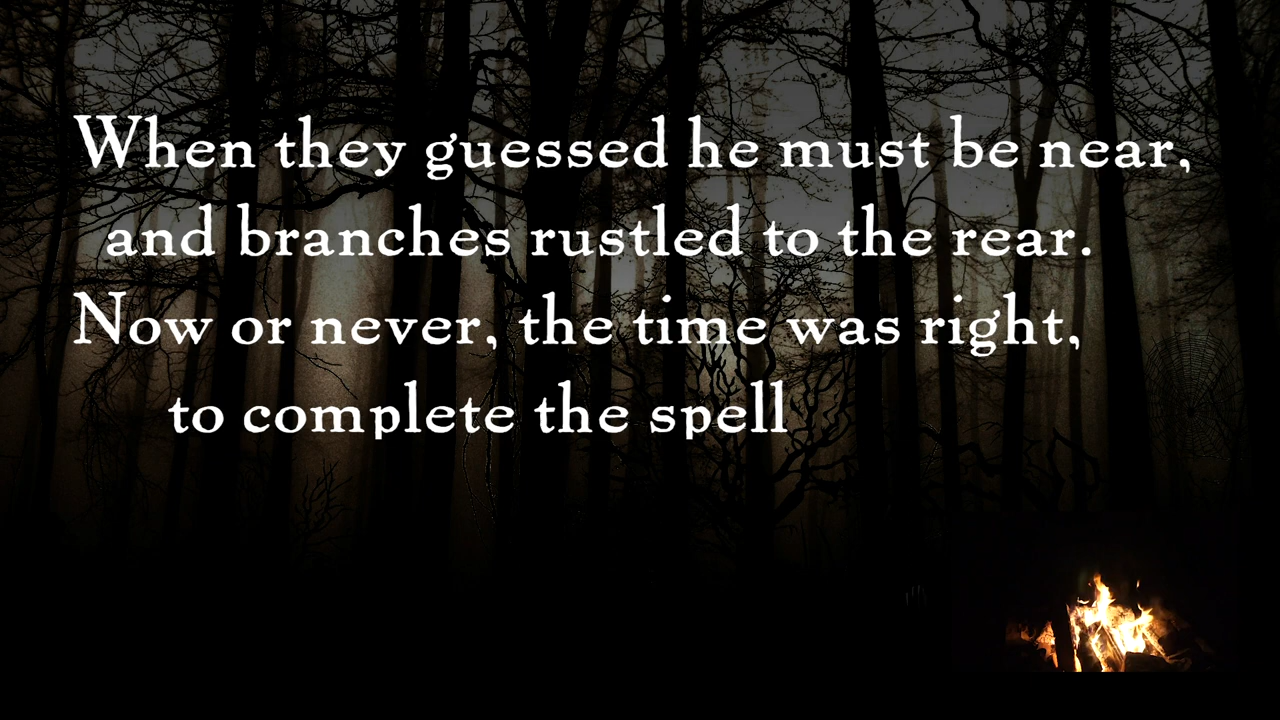 When they guessed he must be near,
and branches rustled to the rear.
Now or never, the time was right,
to complete the spell